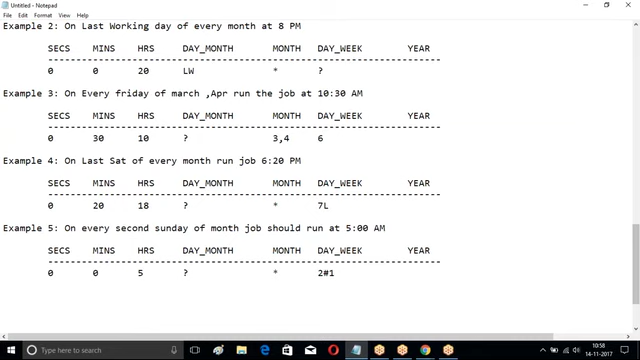 Untitled - Notepad
File Edit Format View Help
Example 2: On Last Working day of every month at 8 PM
SECS MINS HRS DAY_MONTH MONTH DAY_WEEK YEAR
------------------------------------------------------------------
0 0 20 LW * ?
Example 3: On Every friday of march ,Apr run the job at 10:30 AM
SECS MINS HRS DAY_MONTH MONTH DAY_WEEK YEAR
------------------------------------------------------------------
0 30 10 ? 3,4 6
Example 4: On Last Sat of every month run job 6:20 PM
SECS MINS HRS DAY_MONTH MONTH DAY_WEEK YEAR
------------------------------------------------------------------
0 20 18 ? * 7L
Example 5: On every second sunday of month job should run at 5:00 AM
SECS MINS HRS DAY_MONTH MONTH DAY_WEEK YEAR
------------------------------------------------------------------
0 0 5 ? * 2#1
Type here to search
10:58
14-11-2017